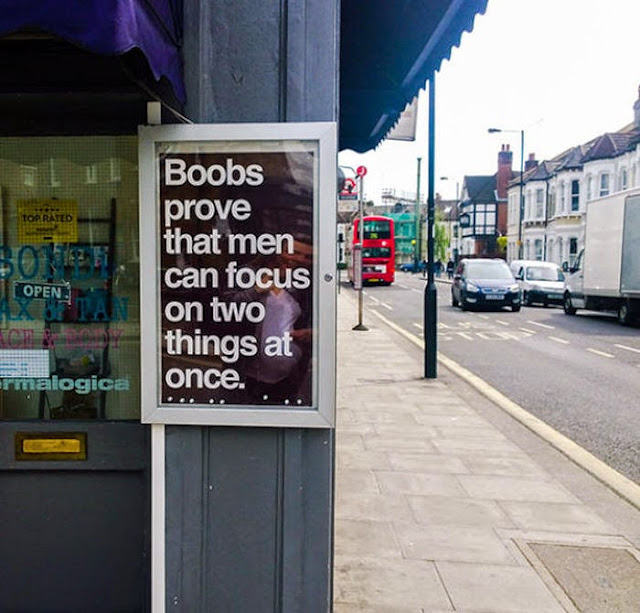 Boobs
prove
that men
can focus
on two
things at
once.
TOP RATED
OPEN
rmalogica